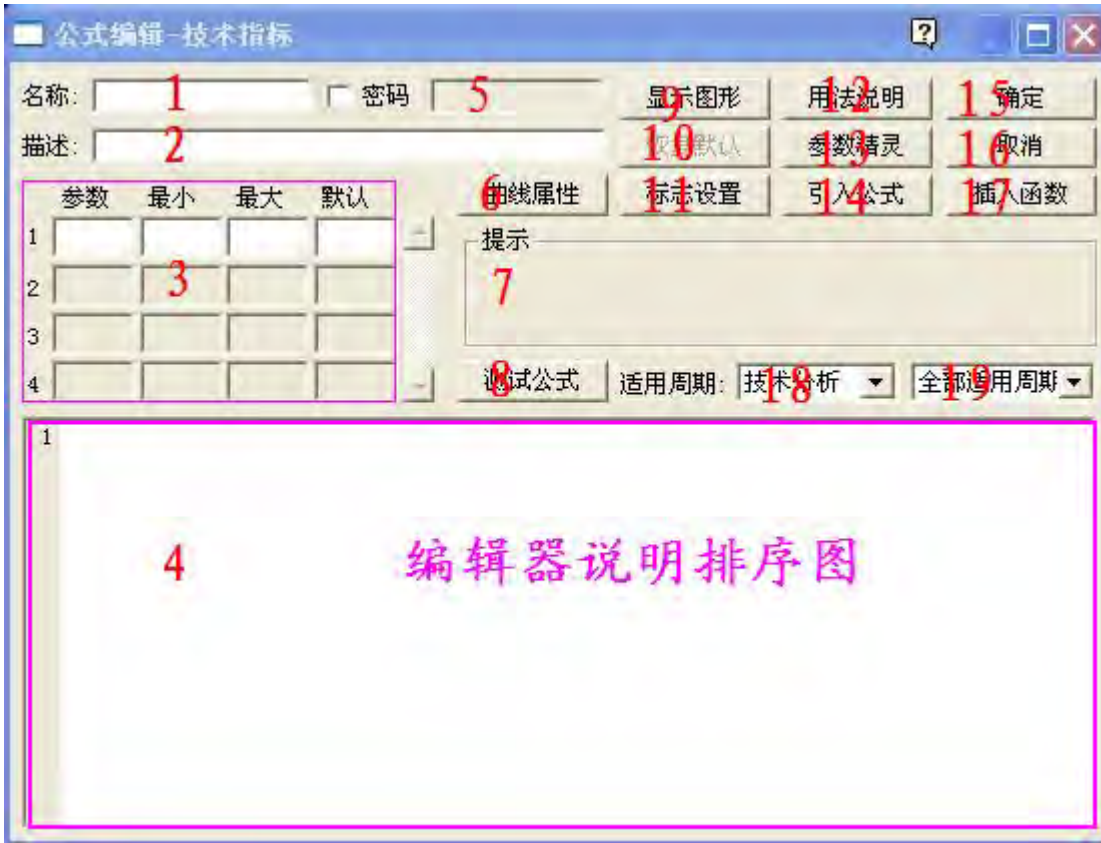 公式编辑-技术指标
名称: 1 密码 5 显示图形 9 用法说明 12 确定 15
描述: 2 恢复默认 10 参数精灵 13 取消 16
参数 最小 最大 默认 曲线属性 6 标志设置 11 引入公式 14 插入函数 17
1 提示
2 3 7
3
4 测试公式 8 适用周期: 技术分析 18 全部适用周期 19
1
4 编辑器说明排序图